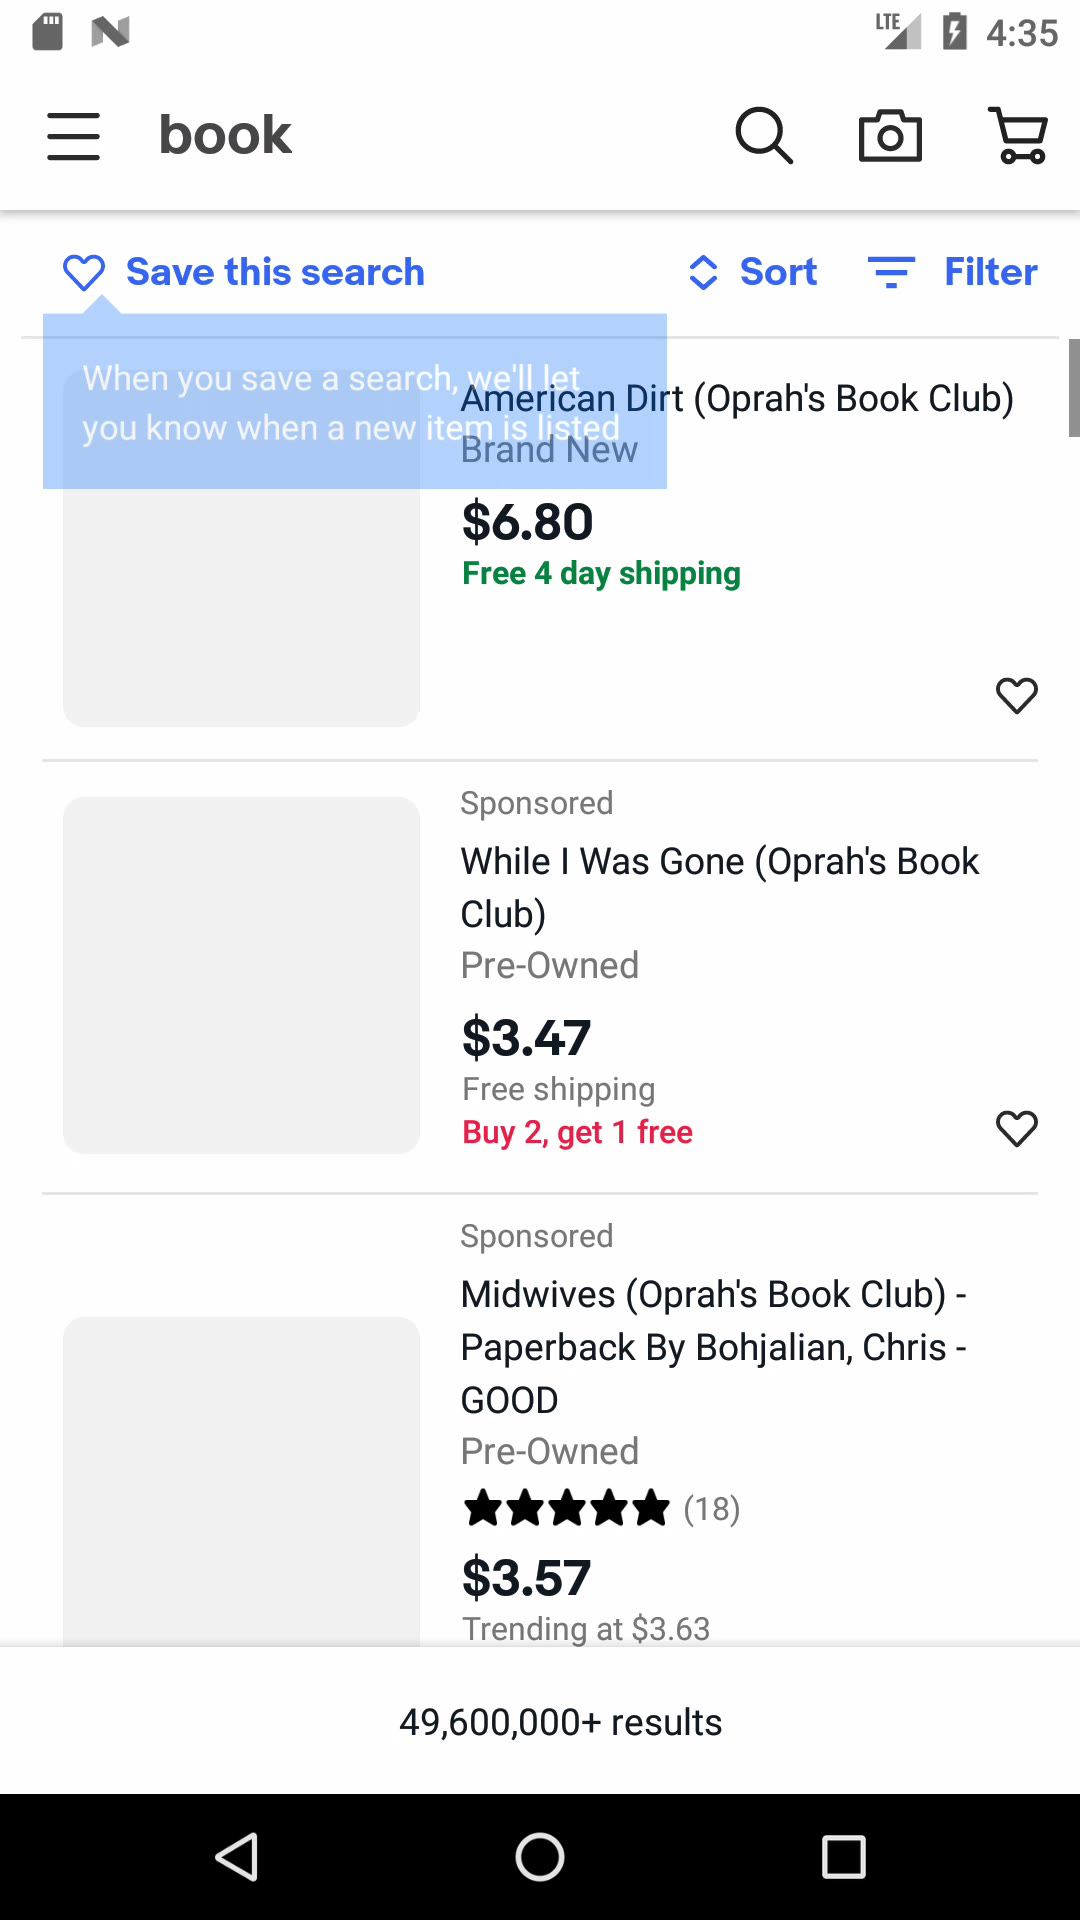 LTE 4:35
book
Save this search Sort Filter
When you save a search, we'll let
you know when a new item is listed
American Dirt (Oprah's Book Club)
Brand New
$6.80
Free 4 day shipping
Sponsored
While I Was Gone (Oprah's Book
Club)
Pre-Owned
$3.47
Free shipping
Buy 2, get 1 free
Sponsored
Midwives (Oprah's Book Club) -
Paperback By Bohjalian, Chris -
GOOD
Pre-Owned
(18)
$3.57
Trending at $3.63
49,600,000+ results